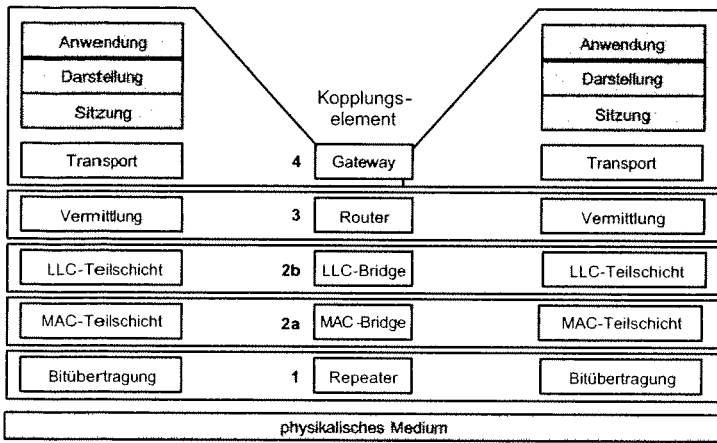 Anwendung
Anwendung
Darstellung
Darstellung
Sitzung
Kopplungs-
element
Sitzung
Transport
4
Gateway
Transport
Vermittlung
3
Router
Vermittlung
LLC-Teilschicht
2b
LLC-Bridge
LLC-Teilschicht
MAC-Teilschicht
2a
MAC-Bridge
MAC-Teilschicht
Bitübertragung
1
Repeater
Bitübertragung
physikalisches Medium